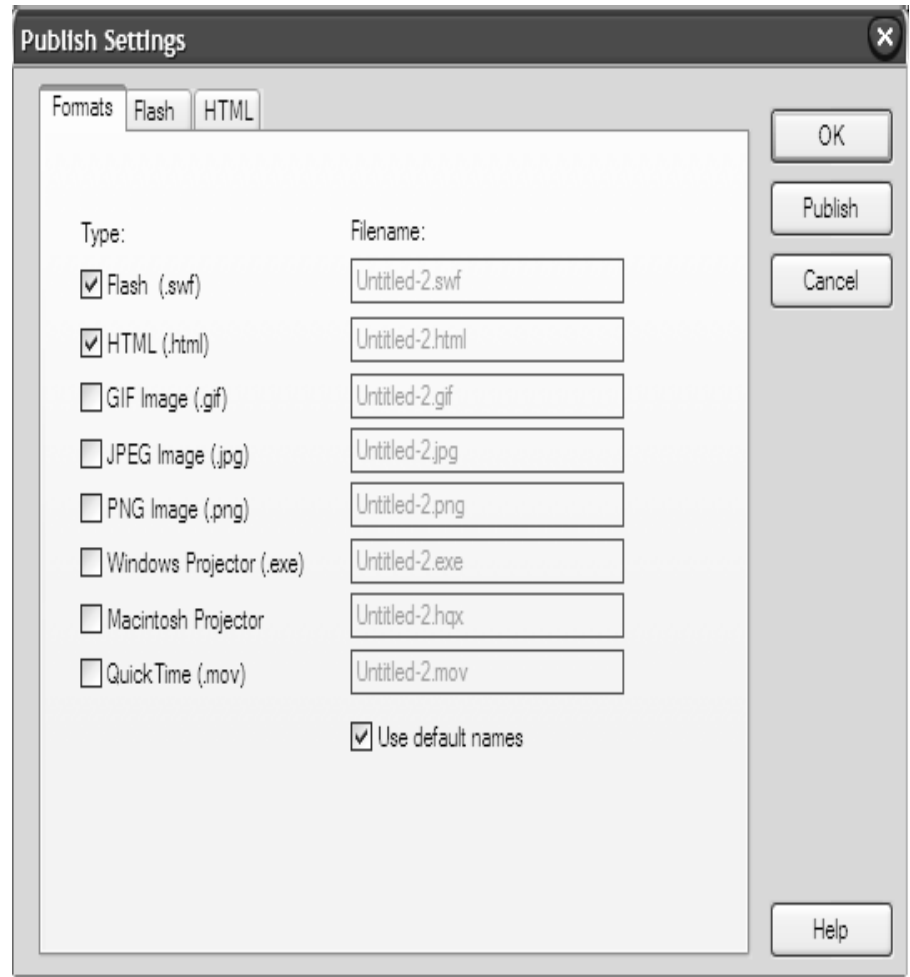 Publish Settings
Formats Flash HTML
OK
Publish
Cancel
Type: Filename:
Flash (.swf) Untitled-2.swf
HTML (.html) Untitled-2.html
GIF Image (.gif) Untitled-2.gif
JPEG Image (.jpg) Untitled-2.jpg
PNG Image (.png) Untitled-2.png
Windows Projector (.exe) Untitled-2.exe
Macintosh Projector Untitled-2.hqx
QuickTime (.mov) Untitled-2.mov
Use default names
Help